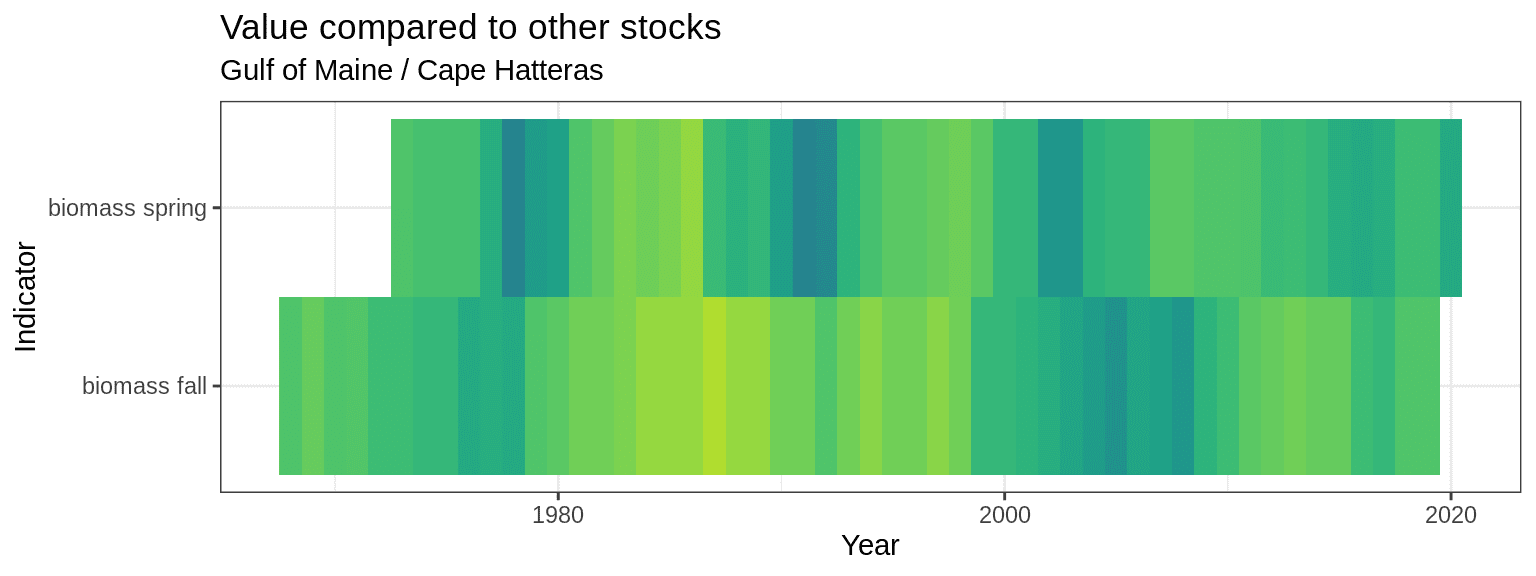 Value compared to other stocks
Gulf of Maine / Cape Hatteras
Indicator
biomass spring
biomass fall
1980 2000 2020
Year